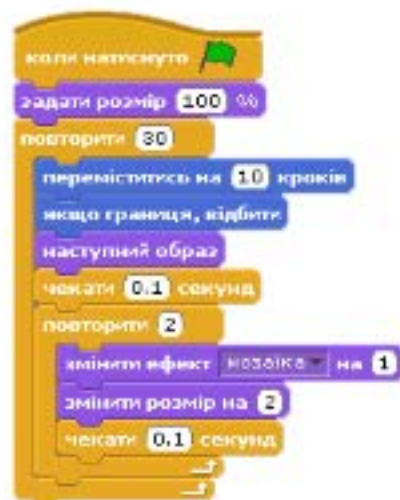 коли натиснуто
задати розмір 100 %
повторити 30
переміститись на 10 кроків
якщо границя, відбити
наступний образ
чекати 0.1 секунд
повторити 2
змінити ефект мозаїка на 1
змінити розмір на 2
чекати 0.1 секунд